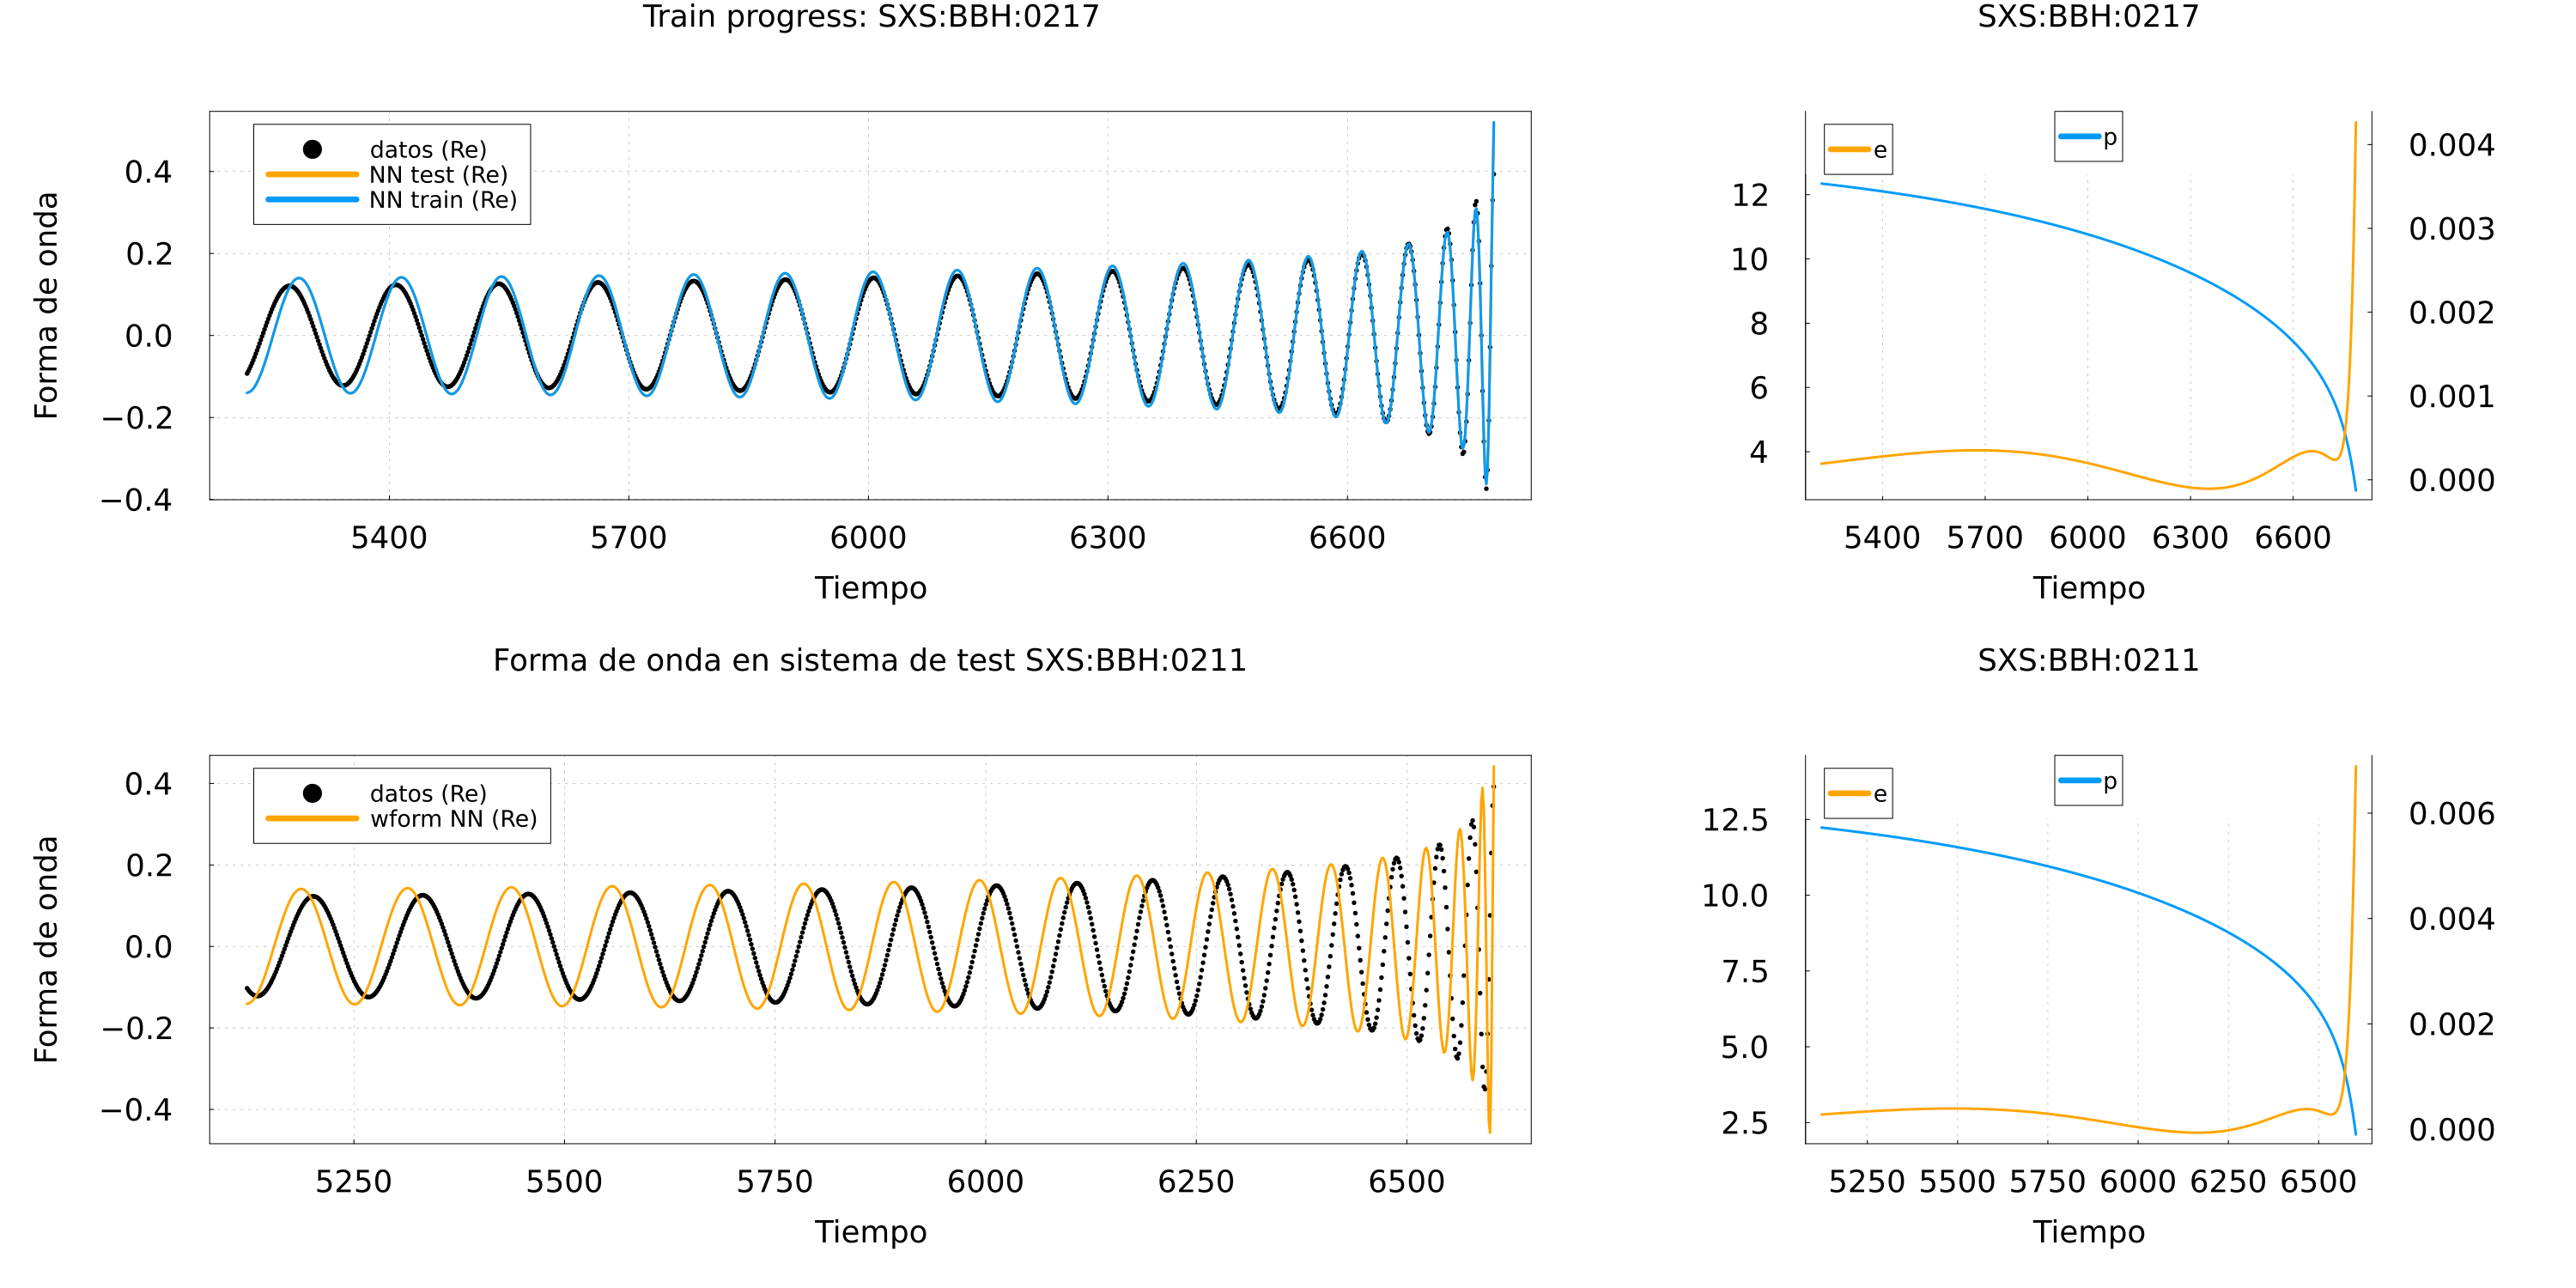 Train progress: SXS:BBH:0217
datos (Re)
NN test (Re)
NN train (Re)
Forma de onda
0.4
0.2
0.0
−0.2
−0.4
5400 5700 6000 6300 6600
Tiempo
SXS:BBH:0217
e
p
12
10
8
6
4
0.004
0.003
0.002
0.001
0.000
5400 5700 6000 6300 6600
Tiempo
Forma de onda en sistema de test SXS:BBH:0211
datos (Re)
wform NN (Re)
Forma de onda
0.4
0.2
0.0
−0.2
−0.4
5250 5500 5750 6000 6250 6500
Tiempo
SXS:BBH:0211
e
p
12.5
10.0
7.5
5.0
2.5
0.006
0.004
0.002
0.000
5250 5500 5750 6000 6250 6500
Tiempo